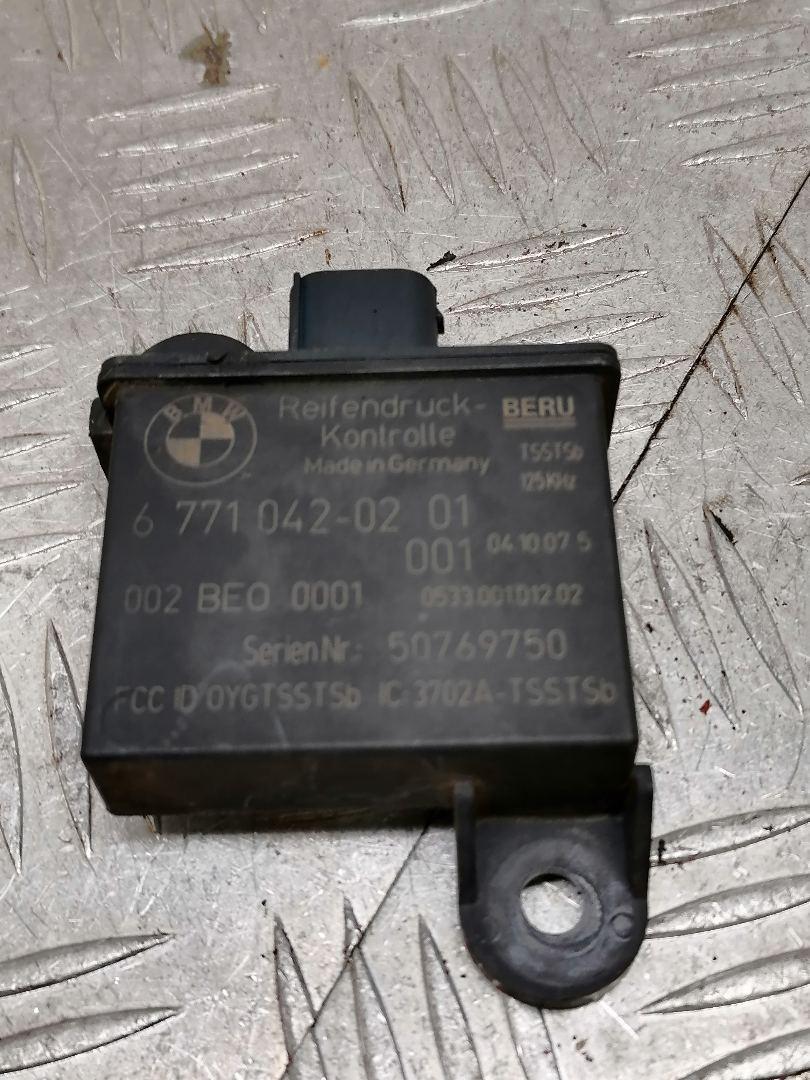 BMW
Reifendruck-
Kontrolle
Made in Germany
BERU
TSSTSb
125KHz
6 771 042-02 01
001 04.10.07 5
002 BE0 0001 0533 001 012 02
Serien Nr.: 50769750
FCC ID OYGTSSTSb IC 3702A-TSSTSb